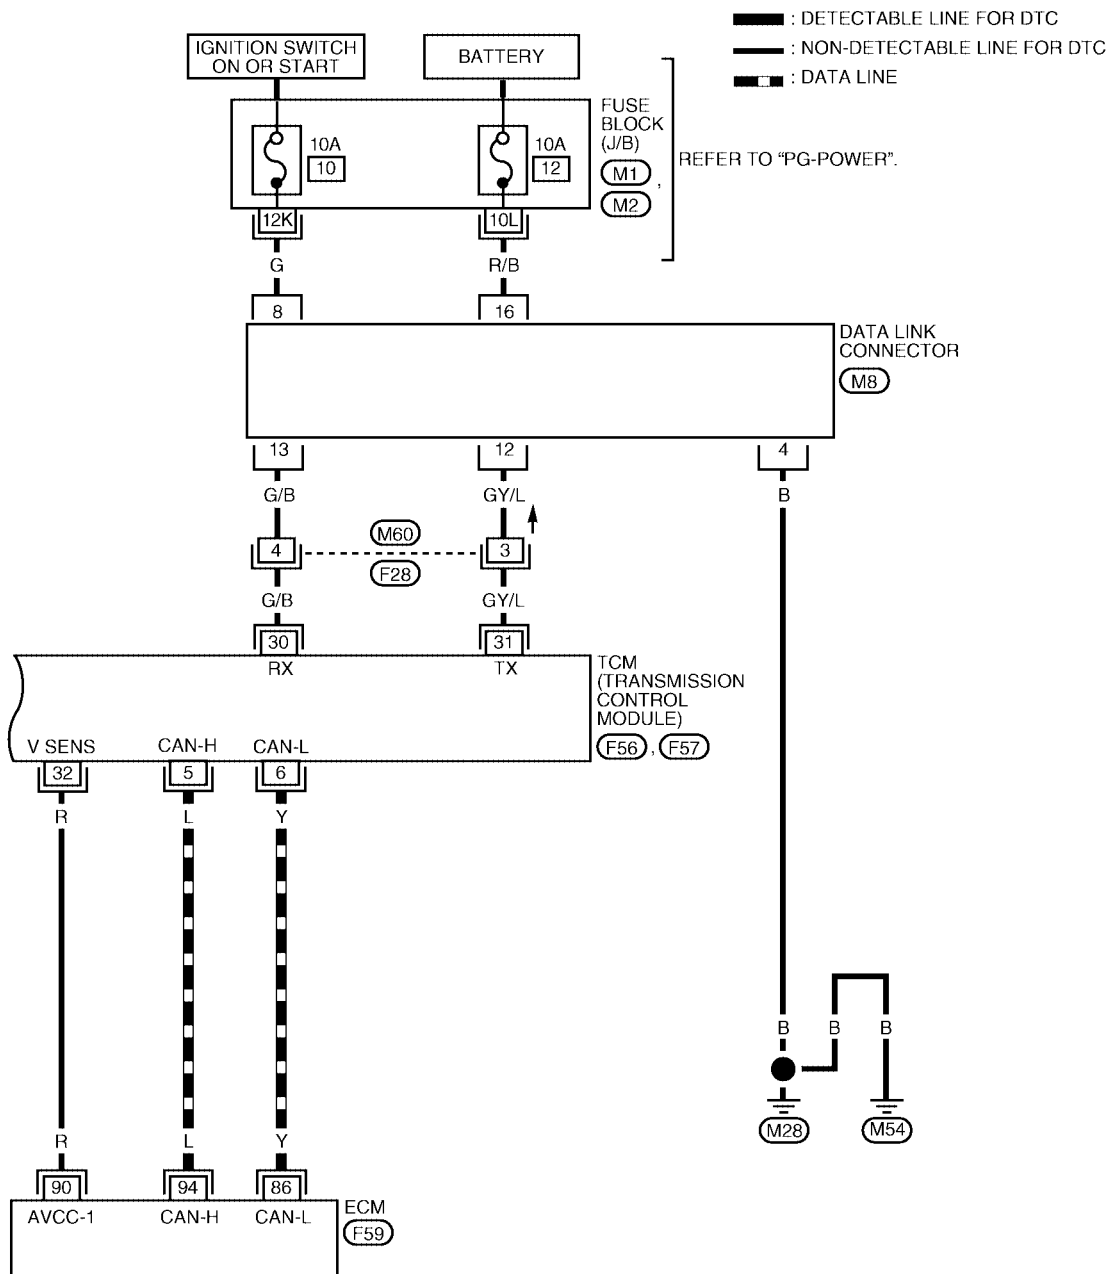 : DETECTABLE LINE FOR DTC
: NON-DETECTABLE LINE FOR DTC
: DATA LINE
IGNITION SWITCH
ON OR START
BATTERY
FUSE
BLOCK
(J/B)
M1
,
M2
REFER TO “PG-POWER”.
10A
10
10A
12
12K
10L
G
R/B
8
16
DATA LINK
CONNECTOR
M8
13
12
4
G/B
GY/L
B
M60
4
3
F28
G/B
GY/L
30
31
RX
TX
TCM
(TRANSMISSION
CONTROL
MODULE)
F56 , F57
V SENS
CAN-H
CAN-L
32
5
6
R
L
Y
B
B
B
M28
M54
R
L
Y
90
94
86
AVCC-1
CAN-H
CAN-L
ECM
F59